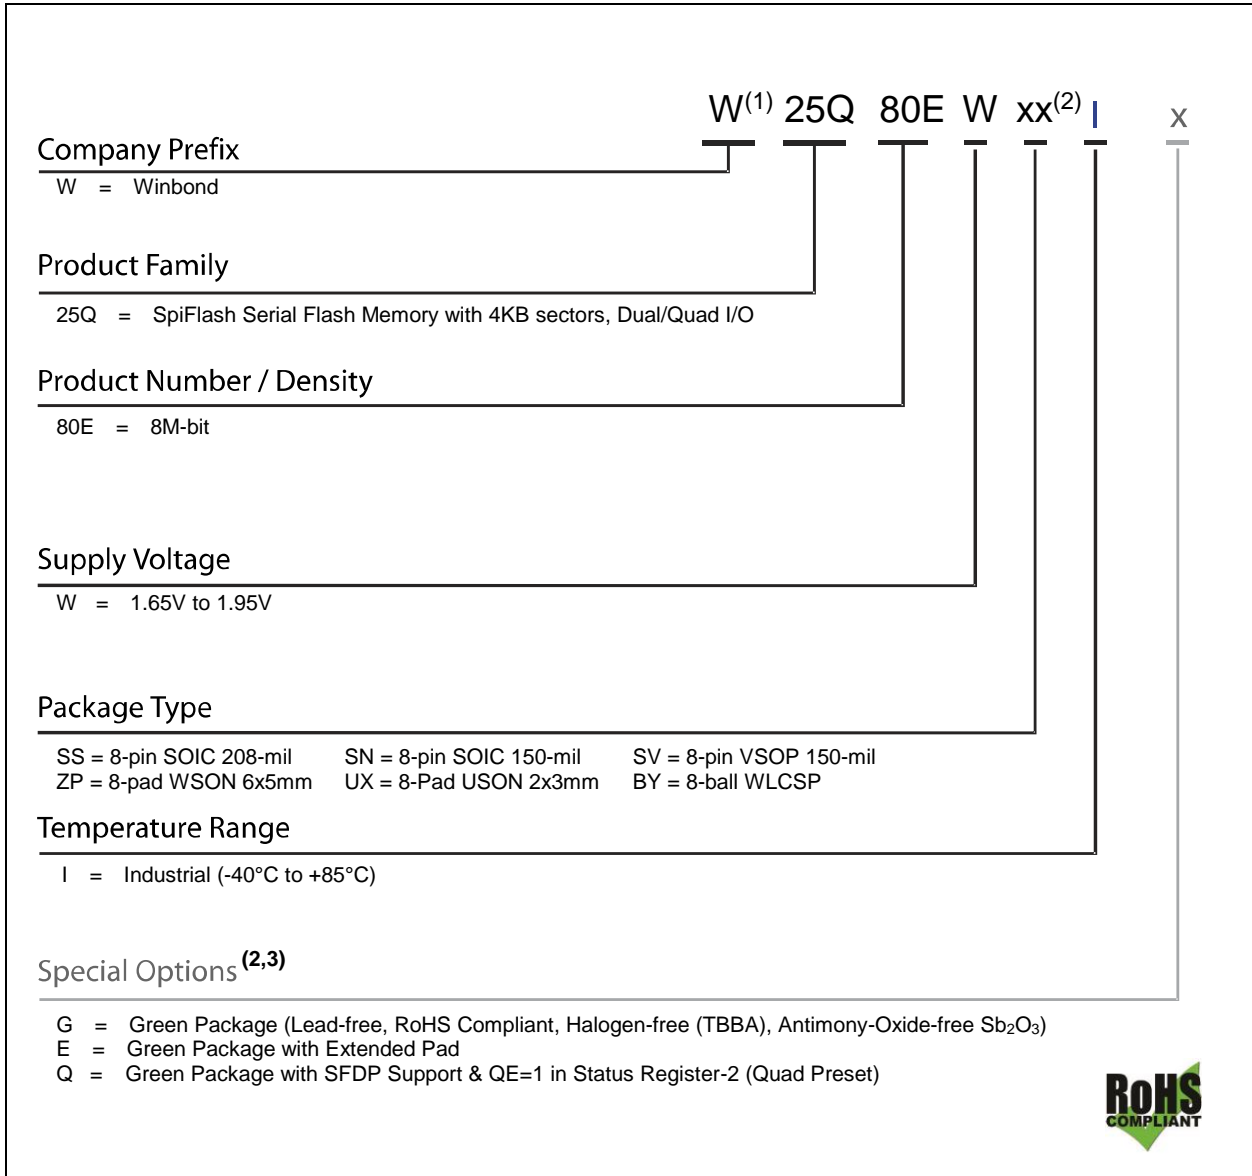 W(1) 25Q 80E W xx(2) I x
Company Prefix
W = Winbond
Product Family
25Q = SpiFlash Serial Flash Memory with 4KB sectors, Dual/Quad I/O
Product Number / Density
80E = 8M-bit
Supply Voltage
W = 1.65V to 1.95V
Package Type
SS = 8-pin SOIC 208-mil SN = 8-pin SOIC 150-mil SV = 8-pin VSOP 150-mil
ZP = 8-pad WSON 6x5mm UX = 8-Pad USON 2x3mm BY = 8-ball WLCSP
Temperature Range
I = Industrial (-40°C to +85°C)
Special Options (2,3)
G = Green Package (Lead-free, RoHS Compliant, Halogen-free (TBBA), Antimony-Oxide-free Sb₂O₃)
E = Green Package with Extended Pad
Q = Green Package with SFDP Support & QE=1 in Status Register-2 (Quad Preset)
RoHS
COMPLIANT